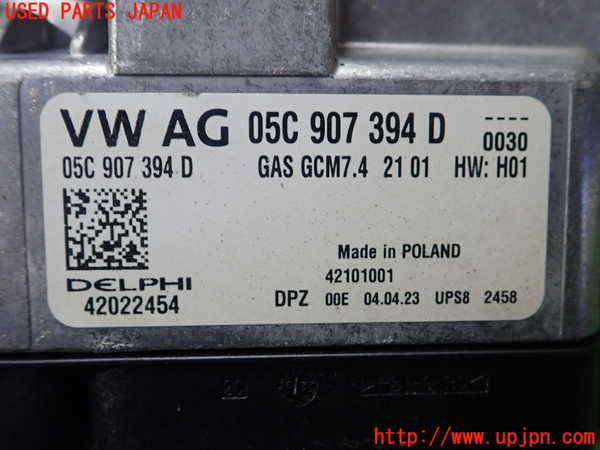 USED PARTS JAPAN
VW AG 05C 907 394 D
----
0030
05C 907 394 D GAS GCM7.4 21 01 HW: H01
Made in POLAND
42101001
DELPHI
42022454
DPZ 00E 04.04.23 UPS8 2458
https://www.upjpn.com/